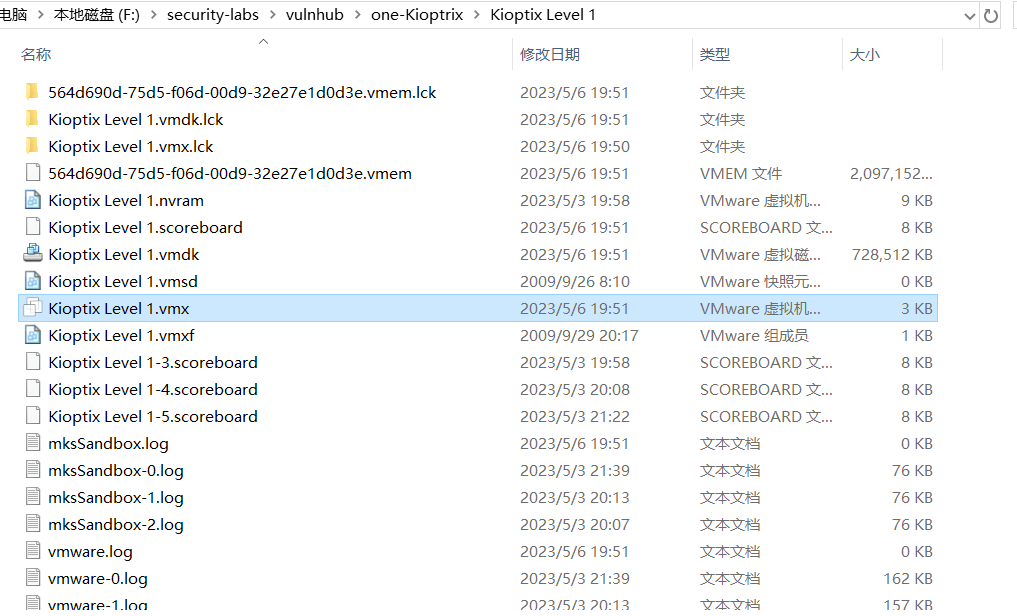 电脑 > 本地磁盘 (F:) > security-labs > vulnhub > one-Kioptrix > Kioptix Level 1
名称 修改日期 类型 大小
564d690d-75d5-f06d-00d9-32e27e1d0d3e.vmem.lck 2023/5/6 19:51 文件夹
Kioptix Level 1.vmdk.lck 2023/5/6 19:51 文件夹
Kioptix Level 1.vmx.lck 2023/5/6 19:50 文件夹
564d690d-75d5-f06d-00d9-32e27e1d0d3e.vmem 2023/5/6 19:51 VMEM 文件 2,097,152...
Kioptix Level 1.nvram 2023/5/3 19:58 VMware 虚拟机... 9 KB
Kioptix Level 1.scoreboard 2023/5/6 19:51 SCOREBOARD 文... 8 KB
Kioptix Level 1.vmdk 2023/5/6 19:51 VMware 虚拟磁... 728,512 KB
Kioptix Level 1.vmsd 2009/9/26 8:10 VMware 快照元... 0 KB
Kioptix Level 1.vmx 2023/5/6 19:51 VMware 虚拟机... 3 KB
Kioptix Level 1.vmxf 2009/9/29 20:17 VMware 组成员 1 KB
Kioptix Level 1-3.scoreboard 2023/5/3 19:58 SCOREBOARD 文... 8 KB
Kioptix Level 1-4.scoreboard 2023/5/3 20:08 SCOREBOARD 文... 8 KB
Kioptix Level 1-5.scoreboard 2023/5/3 21:22 SCOREBOARD 文... 8 KB
mksSandbox.log 2023/5/6 19:51 文本文档 0 KB
mksSandbox-0.log 2023/5/3 21:39 文本文档 76 KB
mksSandbox-1.log 2023/5/3 20:13 文本文档 76 KB
mksSandbox-2.log 2023/5/3 20:07 文本文档 76 KB
vmware.log 2023/5/6 19:51 文本文档 0 KB
vmware-0.log 2023/5/3 21:39 文本文档 162 KB
vmware-1.log 2023/5/3 20:13 文本文档 157 KB